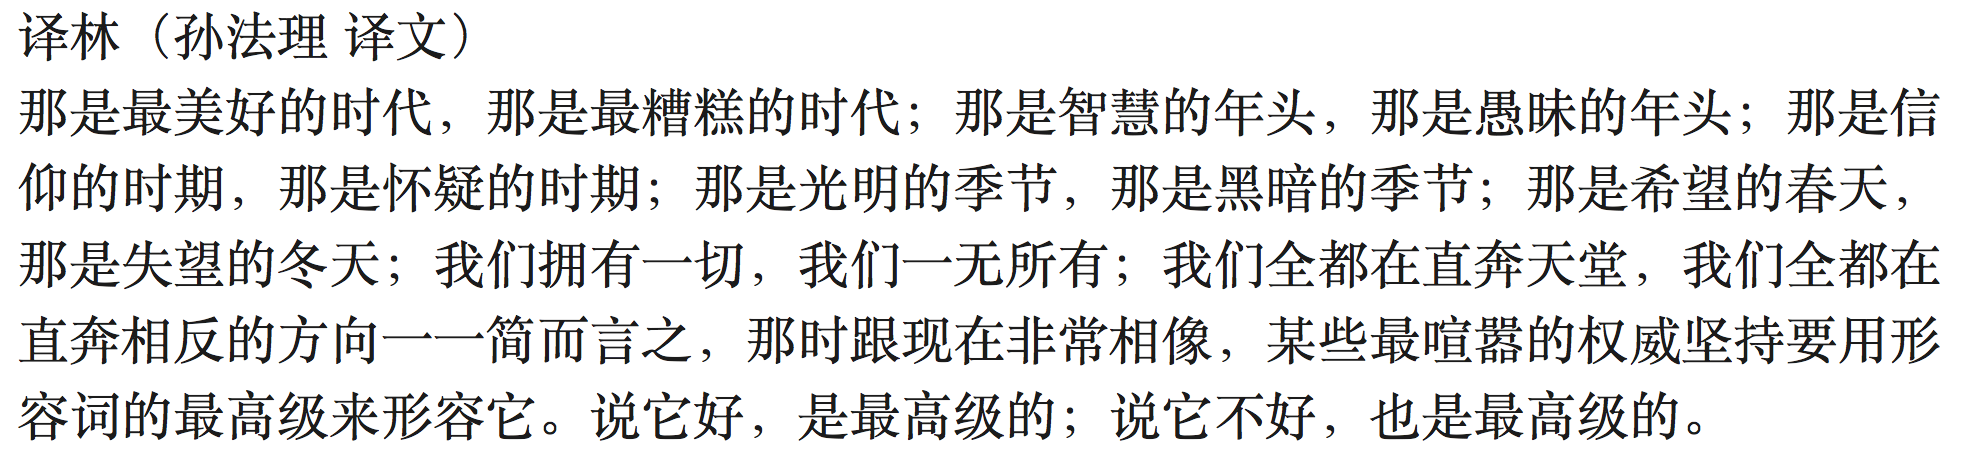 译林（孙法理 译文）
那是最美好的时代，那是最糟糕的时代；那是智慧的年头，那是愚昧的年头；那是信
仰的时期，那是怀疑的时期；那是光明的季节，那是黑暗的季节；那是希望的春天，
那是失望的冬天；我们拥有一切，我们一无所有；我们全都在直奔天堂，我们全都在
直奔相反的方向一一简而言之，那时跟现在非常相像，某些最喧嚣的权威坚持要用形
容词的最高级来形容它。说它好，是最高级的；说它不好，也是最高级的。